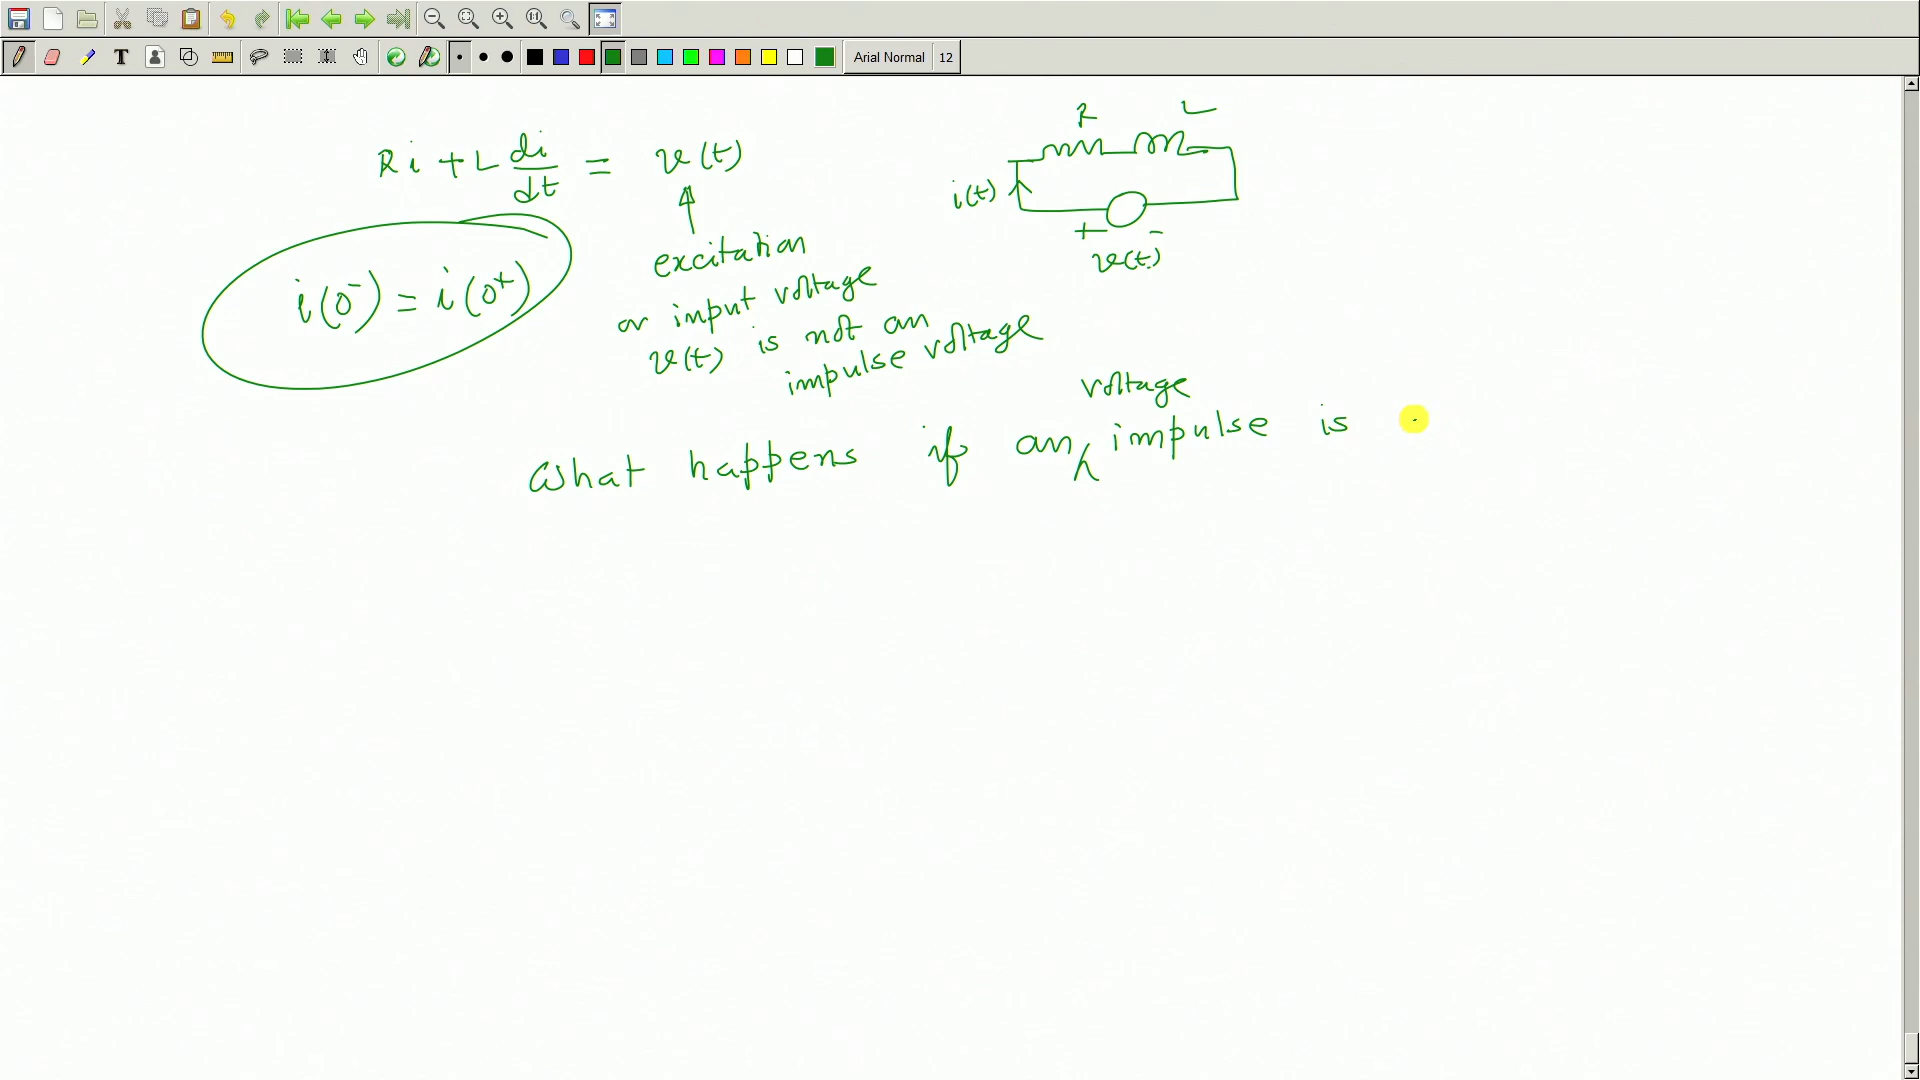 Arial Normal 12
Ri + L di/dt = v(t)
R L
i(t)
+ -
v(t)
i(0⁻) = i(0⁺)
excitation
or input voltage
v(t) is not an
impulse voltage
voltage
What happens if an impulse is